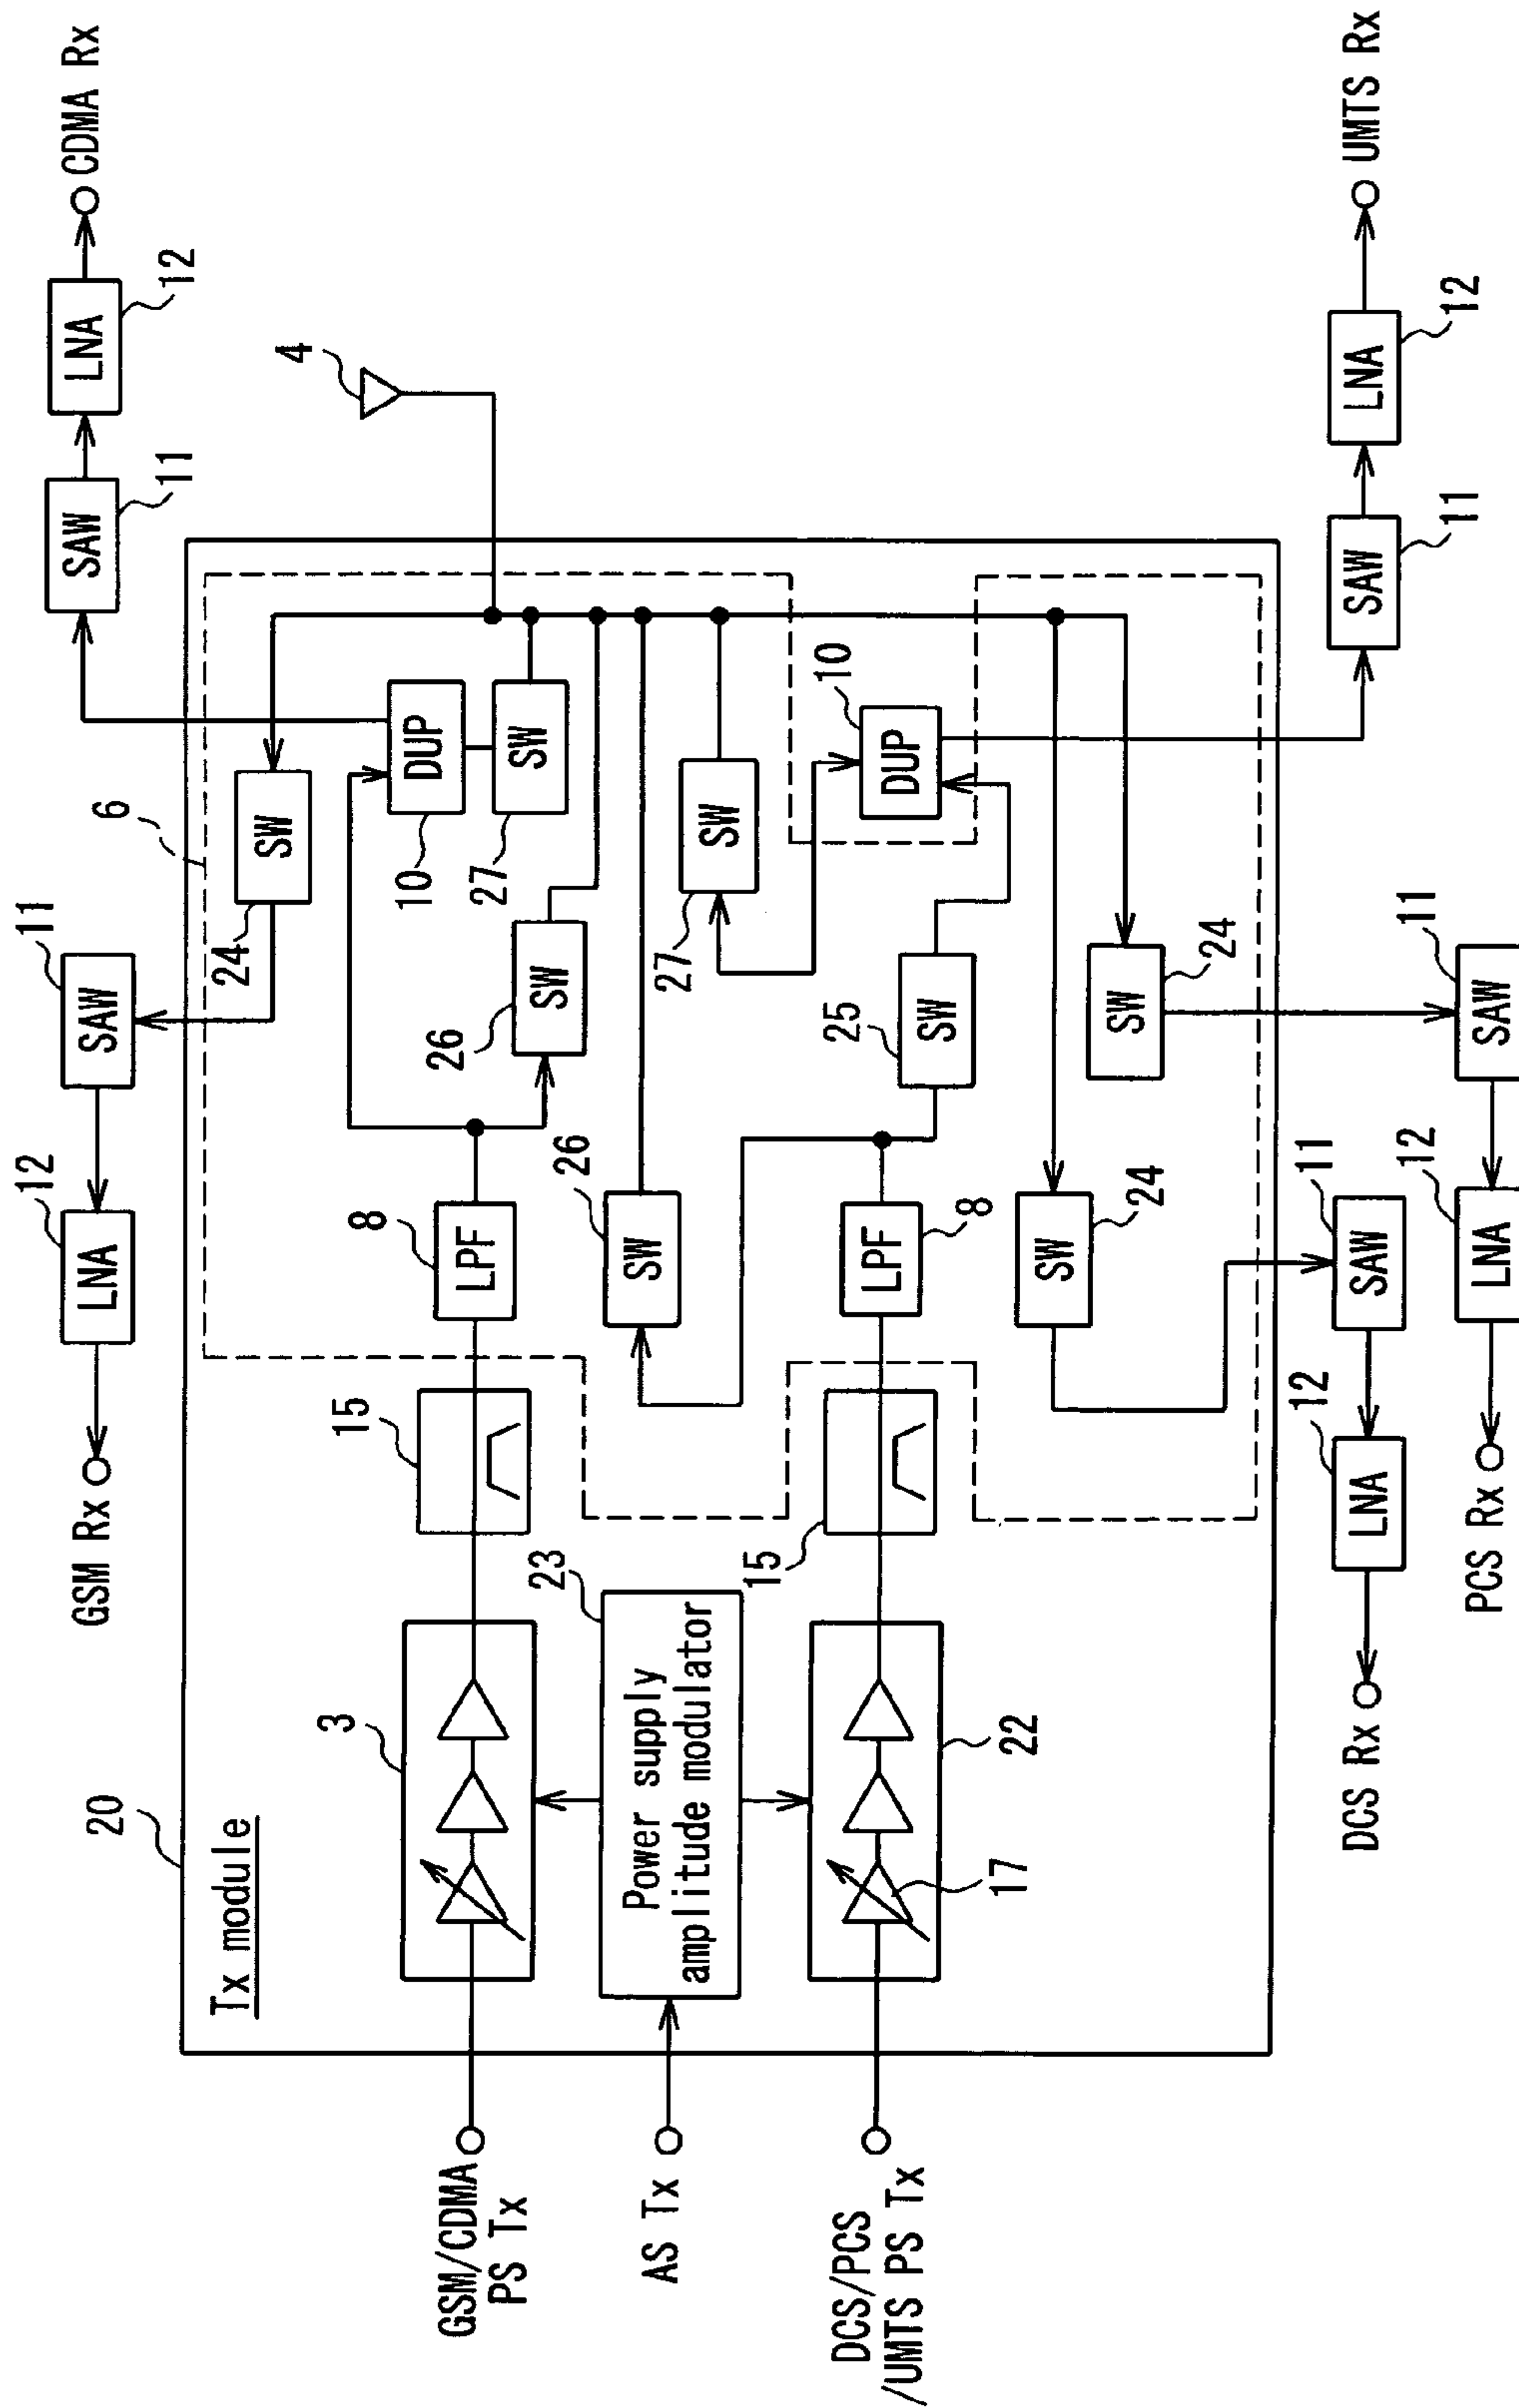 12
11
GSM Rx
LNA
SAW
SAW
LNA
CDMA Rx
20
6
11
12
Tx module
24
SW
4
3
15
8
10
DUP
GSM/CDMA
PS Tx
LPF
26
27
SW
SW
23
26
AS Tx
Power supply
amplitude modulator
SW
27
SW
15
25
10
DCS/PCS
/UMTS PS Tx
LPF
SW
DUP
17
22
8
SW
24
SW
24
12
11
DCS Rx
LNA
SAW
SAW
LNA
UMTS Rx
12
11
11
12
PCS Rx
LNA
SAW